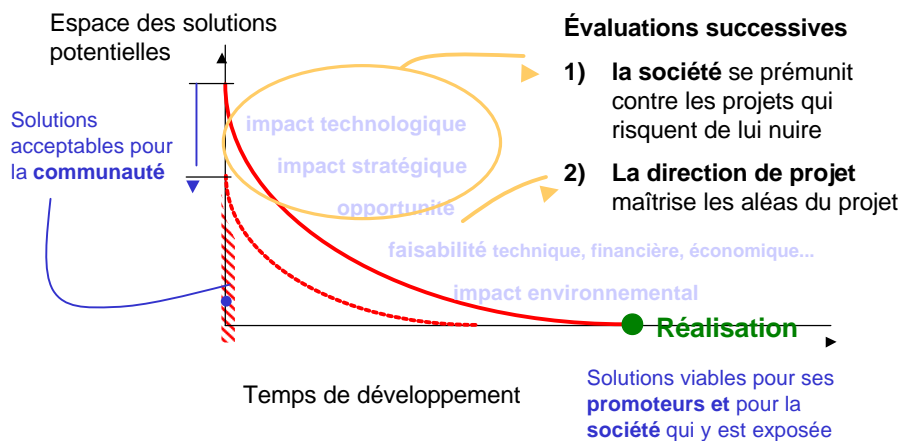 Espace des solutions
potentielles
Évaluations successives
1) la société se prémunit
contre les projets qui
risquent de lui nuire
2) La direction de projet
maîtrise les aléas du projet
Solutions
acceptables pour
la communauté
impact technologique
impact stratégique
opportunité
faisabilité technique, financière, économique...
impact environnemental
Réalisation
Temps de développement
Solutions viables pour ses
promoteurs et pour la
société qui y est exposée